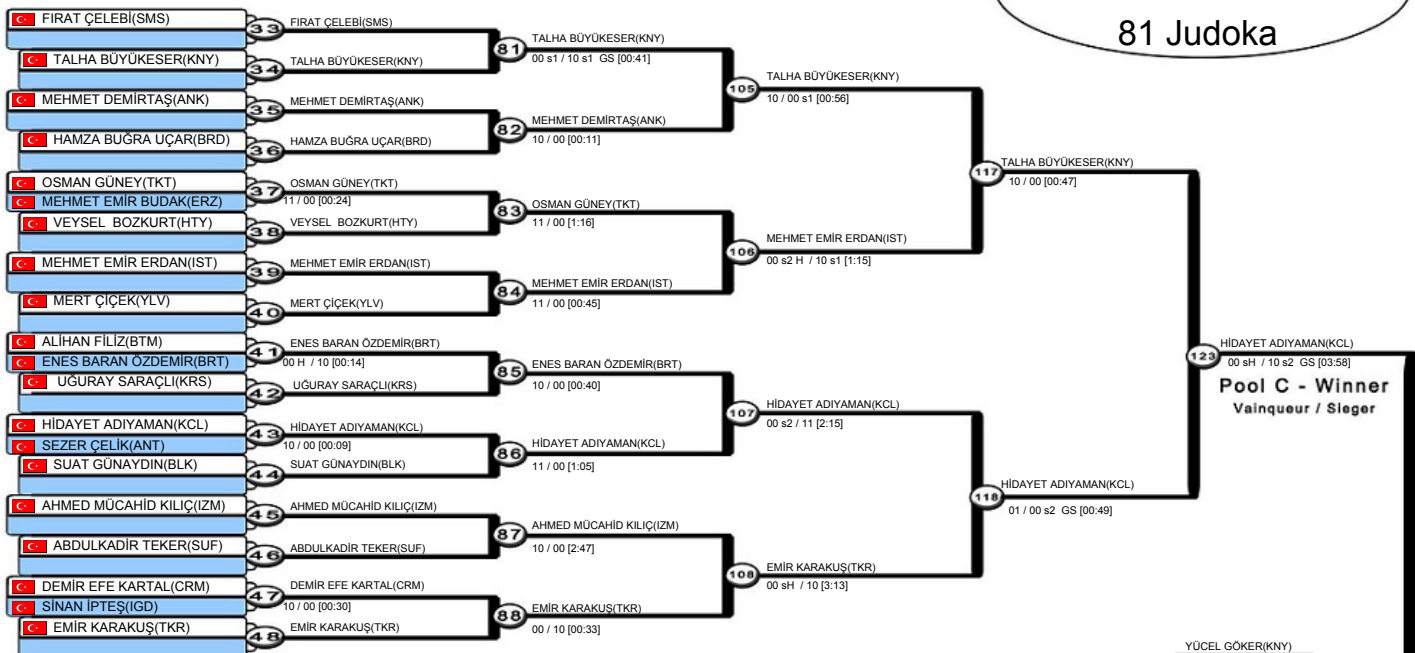 81 Judoka
FIRAT ÇELEBİ(SMS)
TALHA BÜYÜKESER(KNY)
MEHMET DEMİRTAŞ(ANK)
HAMZA BUĞRA UÇAR(BRD)
OSMAN GÜNEY(TKT)
MEHMET EMİR BUDAK(ERZ)
VEYSEL BOZKURT(HTY)
MEHMET EMİR ERDAN(IST)
MERT ÇİÇEK(YLV)
ALİHAN FİLİZ(BTM)
ENES BARAN ÖZDEMİR(BRT)
UĞURAY SARAÇLI(KRS)
HİDAYET ADIYAMAN(KCL)
SEZER ÇELİK(ANT)
SUAT GÜNAYDIN(BLK)
AHMED MÜCAHİD KILIÇ(IZM)
ABDULKADİR TEKER(SUF)
DEMİR EFE KARTAL(CRM)
SİNAN İPTEŞ(IGD)
EMİR KARAKUŞ(TKR)
33
34
35
36
37
38
39
40
41
42
43
44
45
46
47
48
FIRAT ÇELEBİ(SMS)
TALHA BÜYÜKESER(KNY)
MEHMET DEMİRTAŞ(ANK)
HAMZA BUĞRA UÇAR(BRD)
OSMAN GÜNEY(TKT)
11 / 00 [00:24]
VEYSEL BOZKURT(HTY)
MEHMET EMİR ERDAN(IST)
MERT ÇİÇEK(YLV)
ENES BARAN ÖZDEMİR(BRT)
00 H / 10 [00:14]
UĞURAY SARAÇLI(KRS)
HİDAYET ADIYAMAN(KCL)
10 / 00 [00:09]
SUAT GÜNAYDIN(BLK)
AHMED MÜCAHİD KILIÇ(IZM)
ABDULKADİR TEKER(SUF)
DEMİR EFE KARTAL(CRM)
10 / 00 [00:30]
EMİR KARAKUŞ(TKR)
81
82
83
84
85
86
87
88
TALHA BÜYÜKESER(KNY)
00 s1 / 10 s1 GS [00:41]
MEHMET DEMİRTAŞ(ANK)
10 / 00 [00:11]
OSMAN GÜNEY(TKT)
11 / 00 [1:16]
MEHMET EMİR ERDAN(IST)
11 / 00 [00:45]
ENES BARAN ÖZDEMİR(BRT)
10 / 00 [00:40]
HİDAYET ADIYAMAN(KCL)
11 / 00 [1:05]
AHMED MÜCAHİD KILIÇ(IZM)
10 / 00 [2:47]
EMİR KARAKUŞ(TKR)
00 / 10 [00:33]
105
106
107
108
TALHA BÜYÜKESER(KNY)
10 / 00 s1 [00:56]
MEHMET EMİR ERDAN(IST)
00 s2 H / 10 s1 [1:15]
HİDAYET ADIYAMAN(KCL)
00 s2 / 11 [2:15]
EMİR KARAKUŞ(TKR)
00 sH / 10 [3:13]
117
118
TALHA BÜYÜKESER(KNY)
10 / 00 [00:47]
HİDAYET ADIYAMAN(KCL)
01 / 00 s2 GS [00:49]
123
HİDAYET ADIYAMAN(KCL)
00 sH / 10 s2 GS [03:58]
Pool C - Winner
Vainqueur / Sieger
YÜCEL GÖKER(KNY)